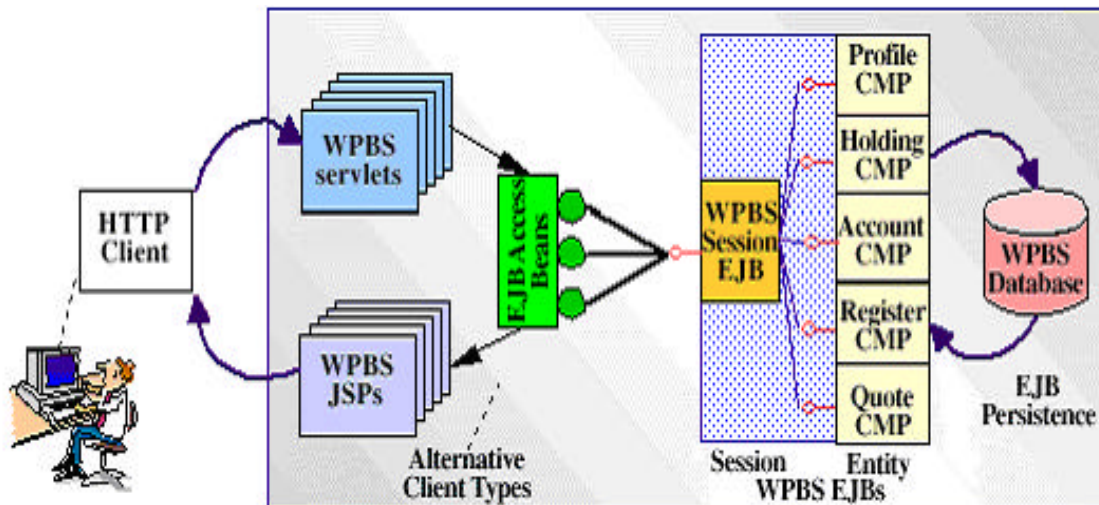 HTTP
Client
WPBS
servlets
WPBS
JSPs
EJB Access
Beans
Alternative
Client Types
WPBS
Session
EJB
Profile
CMP
Holding
CMP
Account
CMP
Register
CMP
Quote
CMP
Session
Entity
WPBS EJBs
WPBS
Database
EJB
Persistence